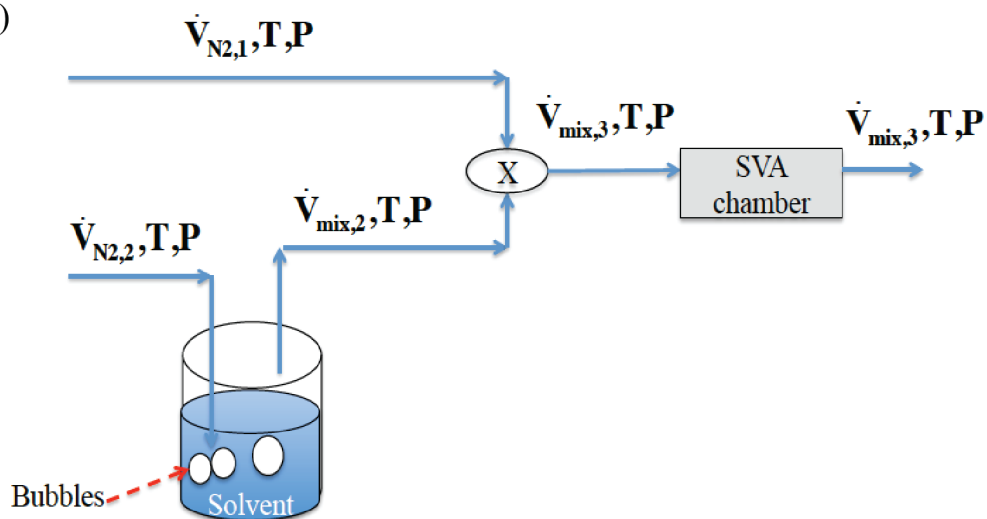 )
V̇N2,1,T,P
V̇mix,3,T,P
V̇mix,3,T,P
X
SVA
chamber
V̇mix,2,T,P
V̇N2,2,T,P
Bubbles
Solvent